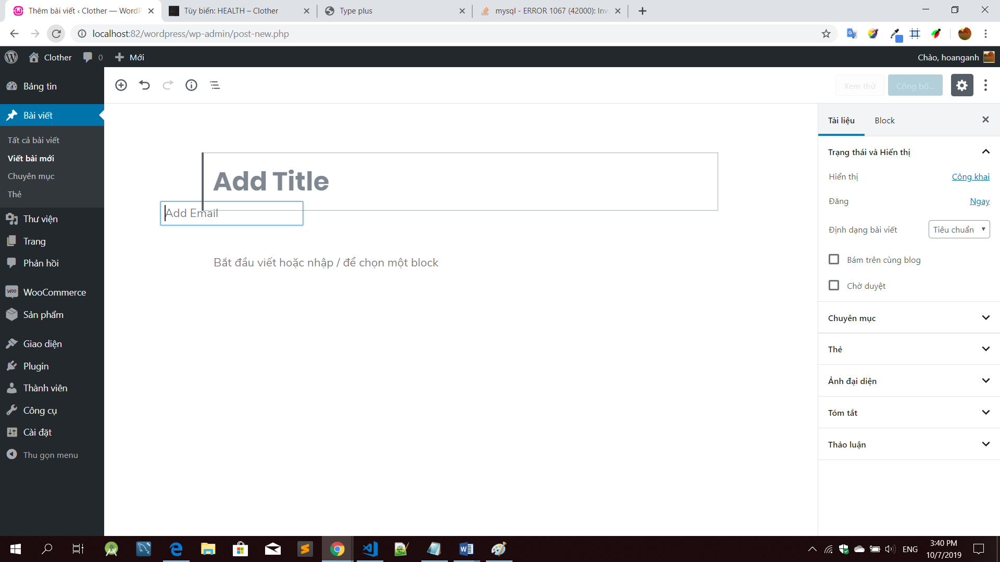 Thêm bài viết ‹ Clother — WordP
Tùy biến: HEALTH – Clother
Type plus
mysql - ERROR 1067 (42000): Inva
localhost:82/wordpress/wp-admin/post-new.php
Clother
0
Mới
Chào, hoanganh
Bảng tin
Bài viết
Tất cả bài viết
Viết bài mới
Chuyên mục
Thẻ
Thư viện
Trang
Phản hồi
WOO
WooCommerce
Sản phẩm
Giao diện
Plugin
Thành viên
Công cụ
Cài đặt
Thu gọn menu
Xem thử
Công bố...
Add Title
Add Email
Bắt đầu viết hoặc nhập / để chọn một block
Tài liệu
Block
Trạng thái và Hiển thị
Hiển thị
Công khai
Đăng
Ngay
Định dạng bài viết
Tiêu chuẩn
Bám trên cùng blog
Chờ duyệt
Chuyên mục
Thẻ
Ảnh đại diện
Tóm tắt
Thảo luận
ENG
3:40 PM
10/7/2019